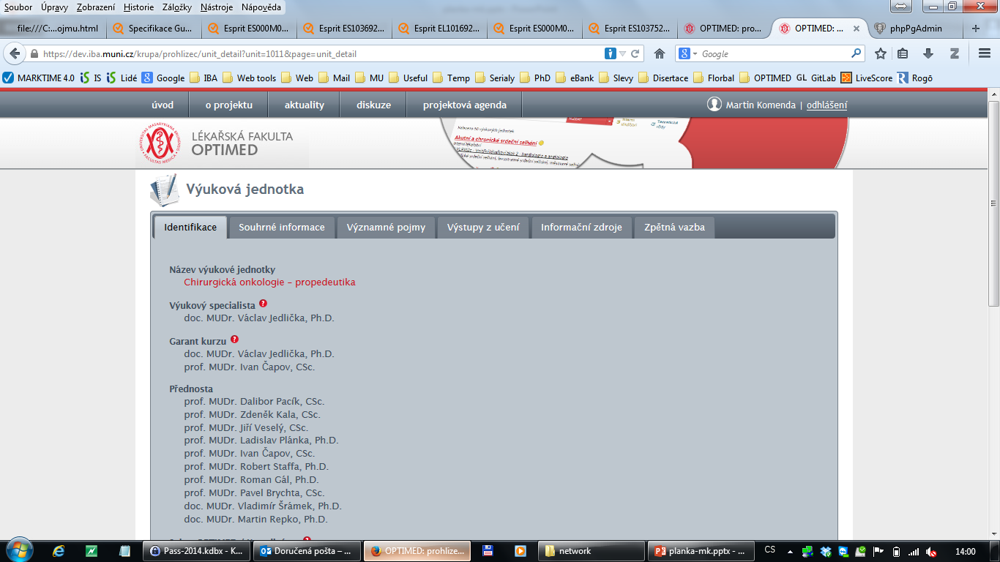 Soubor Úpravy Zobrazení Historie Záložky Nástroje Nápověda
file:///C:...ojmu.html Specifikace Gu... Esprit ES000M0... Esprit ES103692... Esprit EL101692... Esprit ES000M0... Esprit ES103752... OPTIMED: pro... OPTIMED: ... phpPgAdmin
https://dev.iba.muni.cz/krupa/prohlizec/unit_detail?unit=1011&page=unit_detail Google
MARKTIME 4.0 IS Lidé Google IBA Web tools Web Mail MU Useful Temp Serialy PhD eBank Slevy Disertace Florbal OPTIMED GL GitLab LiveScore Rogō
úvod o projektu aktuality diskuze projektová agenda Martin Komenda | odhlášení
LÉKAŘSKÁ FAKULTA
OPTIMED
Akutní a chronické srdeční selhání
Výuková jednotka
Identifikace Souhrné informace Významné pojmy Výstupy z učení Informační zdroje Zpětná vazba
Název výukové jednotky
Chirurgická onkologie – propedeutika
Výukový specialista ?
doc. MUDr. Václav Jedlička, Ph.D.
Garant kurzu ?
doc. MUDr. Václav Jedlička, Ph.D.
prof. MUDr. Ivan Čapov, CSc.
Přednosta
prof. MUDr. Dalibor Pacík, CSc.
prof. MUDr. Zdeněk Kala, CSc.
prof. MUDr. Jiří Veselý, CSc.
prof. MUDr. Ladislav Plánka, Ph.D.
prof. MUDr. Ivan Čapov, CSc.
prof. MUDr. Robert Staffa, Ph.D.
prof. MUDr. Roman Gál, Ph.D.
prof. MUDr. Pavel Brychta, CSc.
doc. MUDr. Vladimír Šrámek, Ph.D.
doc. MUDr. Martin Repko, Ph.D.
Pass-2014.kdbx - K... Doručená pošta – ... OPTIMED: prohlize... network planka-mk.pptx - ... CS 14:00